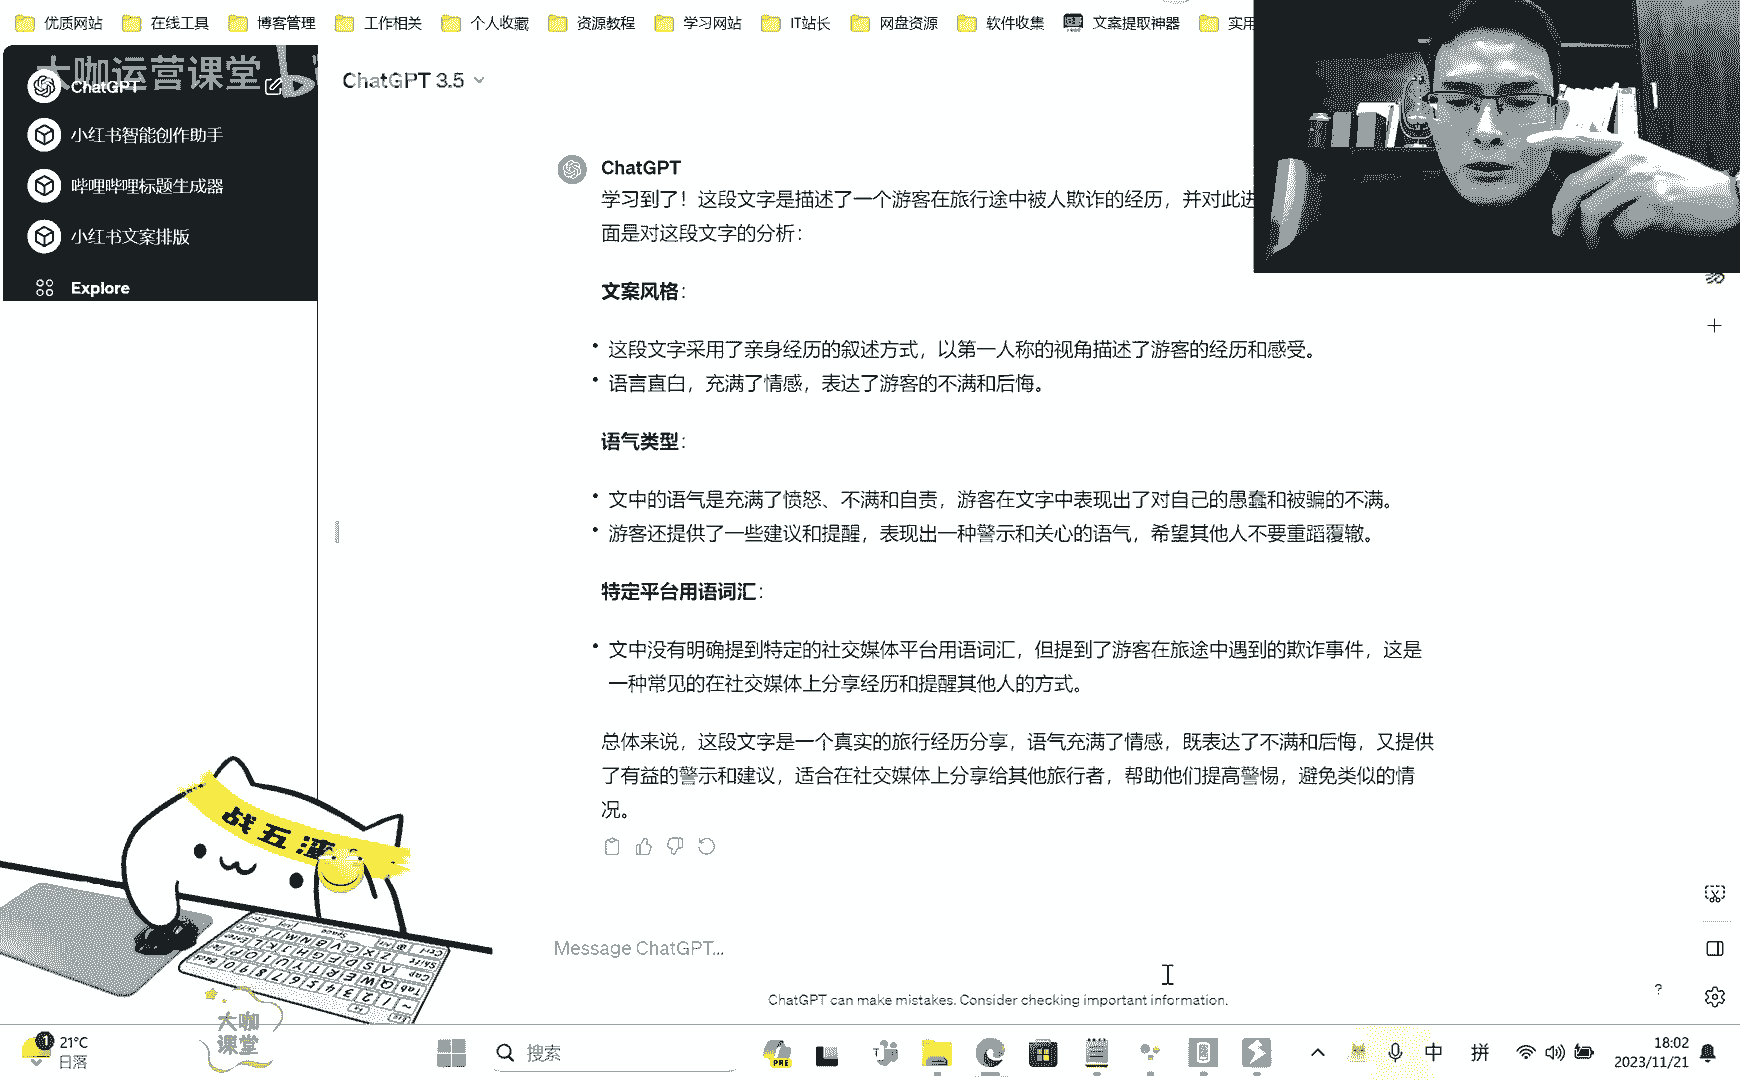 优质网站 在线工具 博客管理 工作相关 个人收藏 资源教程 学习网站 IT站长 网盘资源 软件收集 文案提取神器 实用
大咖运营课堂
ChatGPT
小红书智能创作助手
哔哩哔哩标题生成器
小红书文案排版
Explore
ChatGPT 3.5
ChatGPT
学习到了！这段文字是描述了一个游客在旅行途中被人欺诈的经历，并对此进
面是对这段文字的分析：
文案风格：
• 这段文字采用了亲身经历的叙述方式，以第一人称的视角描述了游客的经历和感受。
• 语言直白，充满了情感，表达了游客的不满和后悔。
语气类型：
• 文中的语气是充满了愤怒、不满和自责，游客在文字中表现出了对自己的愚蠢和被骗的不满。
• 游客还提供了一些建议和提醒，表现出一种警示和关心的语气，希望其他人不要重蹈覆辙。
特定平台用语词汇：
• 文中没有明确提到特定的社交媒体平台用语词汇，但提到了游客在旅途中遇到的欺诈事件，这是
一种常见的在社交媒体上分享经历和提醒其他人的方式。
总体来说，这段文字是一个真实的旅行经历分享，语气充满了情感，既表达了不满和后悔，又提供
了有益的警示和建议，适合在社交媒体上分享给其他旅行者，帮助他们提高警惕，避免类似的情
况。
战五渣
Message ChatGPT...
ChatGPT can make mistakes. Consider checking important information.
?
大咖
课堂
1
21°C
日落
搜索
PRE
中
拼
18:02
2023/11/21